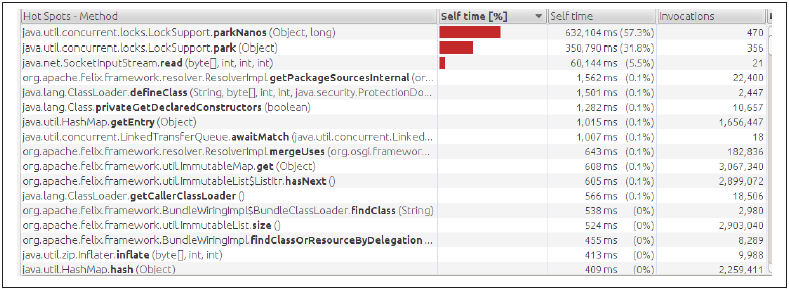 Hot Spots - Method Self time [%] Self time Invocations
java.util.concurrent.locks.LockSupport.parkNanos (Object, long) 632,104 ms (57.3%) 470
java.util.concurrent.locks.LockSupport.park (Object) 350,790 ms (31.8%) 356
java.net.SocketInputStream.read (byte[], int, int, int) 60,144 ms (5.5%) 21
org.apache.felix.framework.resolver.ResolverImpl.getPackageSourcesInternal (or... 1,562 ms (0.1%) 22,400
java.lang.ClassLoader.defineClass (String, byte[], int, int, java.security.ProtectionDo... 1,501 ms (0.1%) 2,447
java.lang.Class.privateGetDeclaredConstructors (boolean) 1,282 ms (0.1%) 10,657
java.util.HashMap.getEntry (Object) 1,015 ms (0.1%) 1,656,447
java.util.concurrent.LinkedTransferQueue.awaitMatch (java.util.concurrent.Linked... 1,007 ms (0.1%) 18
org.apache.felix.framework.resolver.ResolverImpl.mergeUses (org.osgi.framewor... 643 ms (0.1%) 182,836
org.apache.felix.framework.util.ImmutableMap.get (Object) 608 ms (0.1%) 3,067,340
org.apache.felix.framework.util.ImmutableList$ListItr.hasNext () 605 ms (0.1%) 2,899,072
java.lang.ClassLoader.getCallerClassLoader () 566 ms (0.1%) 18,506
org.apache.felix.framework.BundleWiringImpl$BundleClassLoader.findClass (String) 538 ms (0%) 2,980
org.apache.felix.framework.util.ImmutableList.size () 524 ms (0%) 2,903,040
org.apache.felix.framework.BundleWiringImpl.findClassOrResourceByDelegation ... 455 ms (0%) 8,289
java.util.zip.Inflater.inflate (byte[], int, int) 413 ms (0%) 9,988
java.util.HashMap.hash (Object) 409 ms (0%) 2,259,411